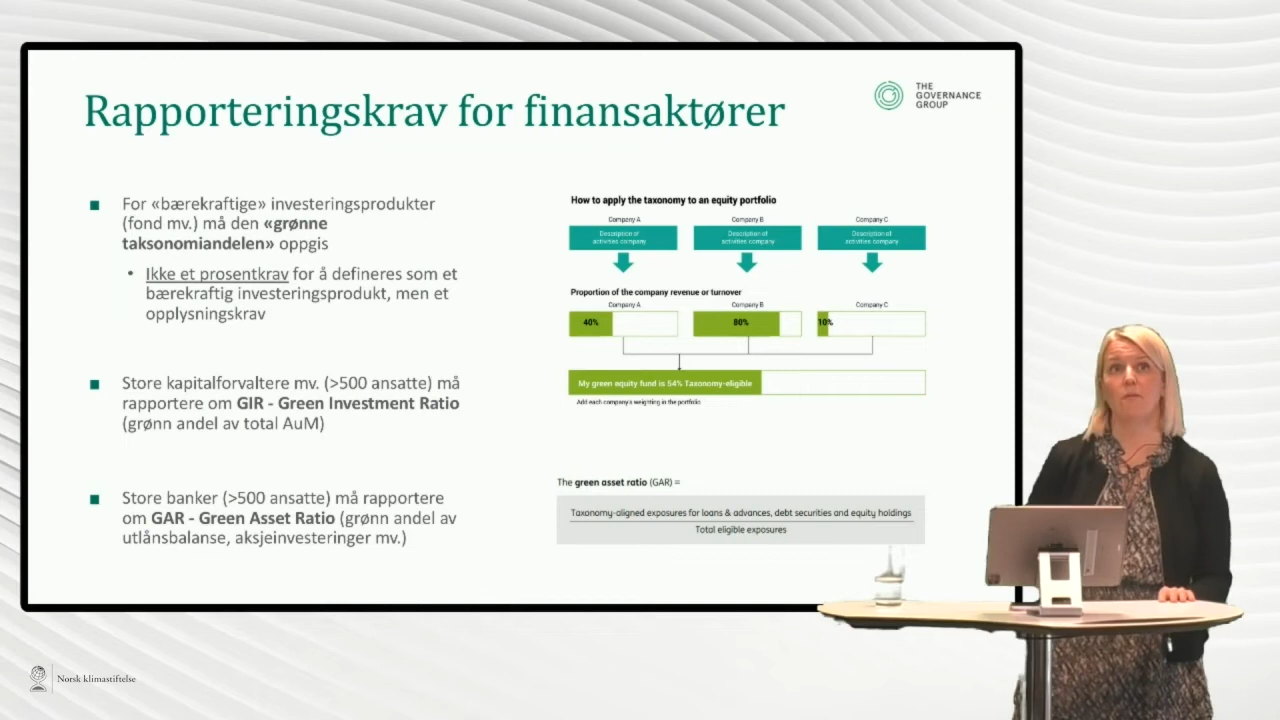 Rapporteringskrav for finansaktører
THE
GOVERNANCE
GROUP
For «bærekraftige» investeringsprodukter
(fond mv.) må den «grønne
taksonomiandelen» oppgis
Ikke et prosentkrav for å defineres som et
bærekraftig investeringsprodukt, men et
opplysningskrav
Store kapitalforvaltere mv. (>500 ansatte) må
rapportere om GIR - Green Investment Ratio
(grønn andel av total AuM)
Store banker (>500 ansatte) må rapportere
om GAR - Green Asset Ratio (grønn andel av
utlånsbalanse, aksjeinvesteringer mv.)
How to apply the taxonomy to an equity portfolio
Company A Company B Company C
Description of Description of Description of
activities company activities company activities company
Proportion of the company revenue or turnover
Company A Company B Company C
40% 80% 10%
My green equity fund is 54% Taxonomy-eligible
Add each company's weighting in the portfolio
The green asset ratio (GAR) =
Taxonomy-aligned exposures for loans & advances, debt securities and equity holdings
Total eligible exposures
Norsk klimastiftelse